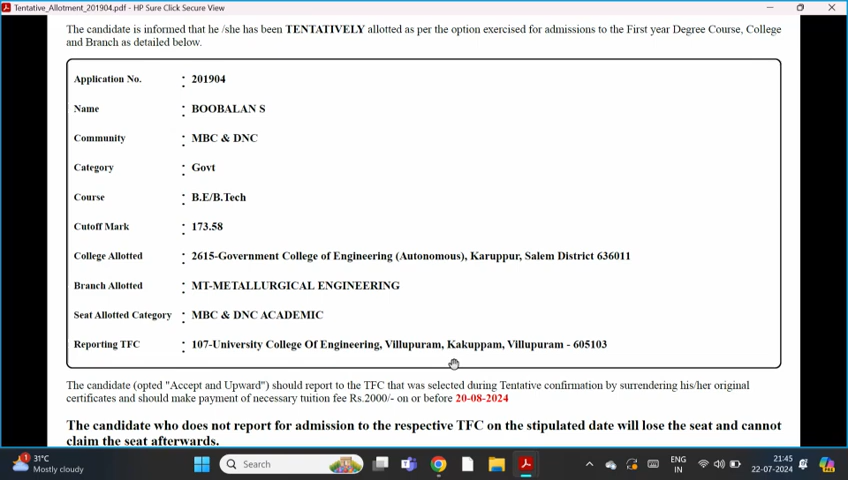 Tentative_Allotment_201904.pdf - HP Sure Click Secure View
The candidate is informed that he /she has been TENTATIVELY allotted as per the option exercised for admissions to the First year Degree Course, College
and Branch as detailed below.
Application No. : 201904
Name : BOOBALAN S
Community : MBC & DNC
Category : Govt
Course : B.E/B.Tech
Cutoff Mark : 173.58
College Allotted : 2615-Government College of Engineering (Autonomous), Karuppur, Salem District 636011
Branch Allotted : MT-METALLURGICAL ENGINEERING
Seat Allotted Category : MBC & DNC ACADEMIC
Reporting TFC : 107-University College Of Engineering, Villupuram, Kakuppam, Villupuram - 605103
The candidate (opted "Accept and Upward") should report to the TFC that was selected during Tentative confirmation by surrendering his/her original
certificates and should make payment of necessary tuition fee Rs.2000/- on or before 20-08-2024
The candidate who does not report for admission to the respective TFC on the stipulated date will lose the seat and cannot
claim the seat afterwards.
1
31°C
Mostly cloudy
Search
ENG
IN
21:45
22-07-2024